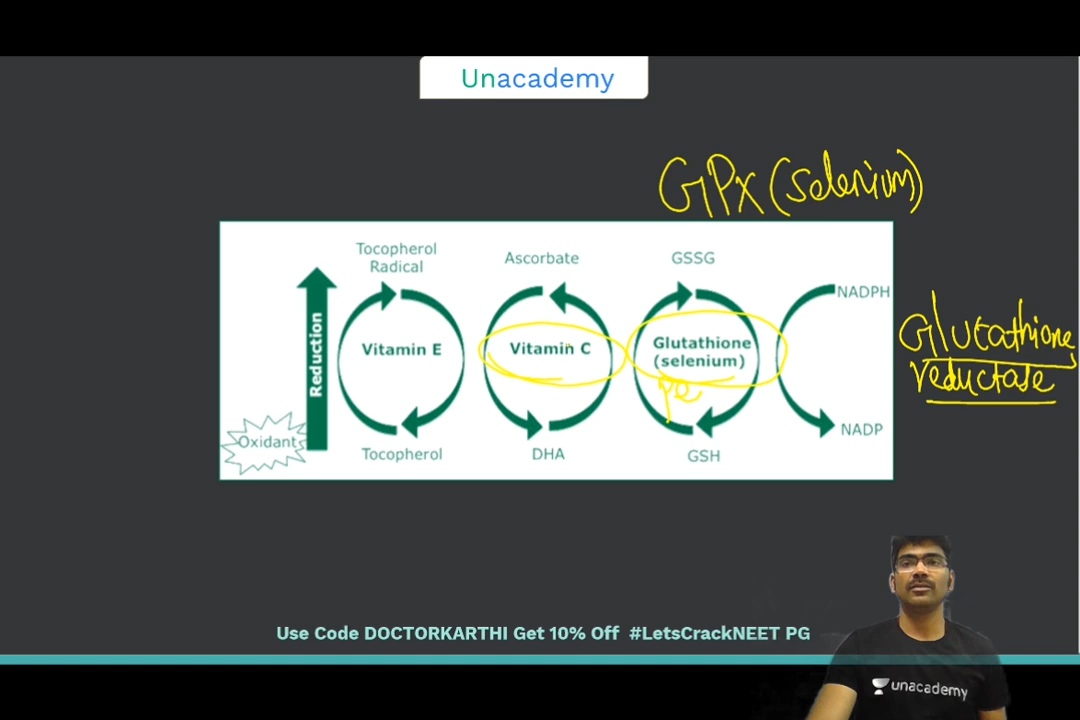 Unacademy
GPx (Selenium)
Tocopherol
Radical
Ascorbate
GSSG
NADPH
Reduction
Vitamin E
Vitamin C
Glutathione
(selenium)
Glutathione
reductase
Oxidant
Tocopherol
DHA
GSH
NADP
Use Code DOCTORKARTHI Get 10% Off #LetsCrackNEET PG
unacademy